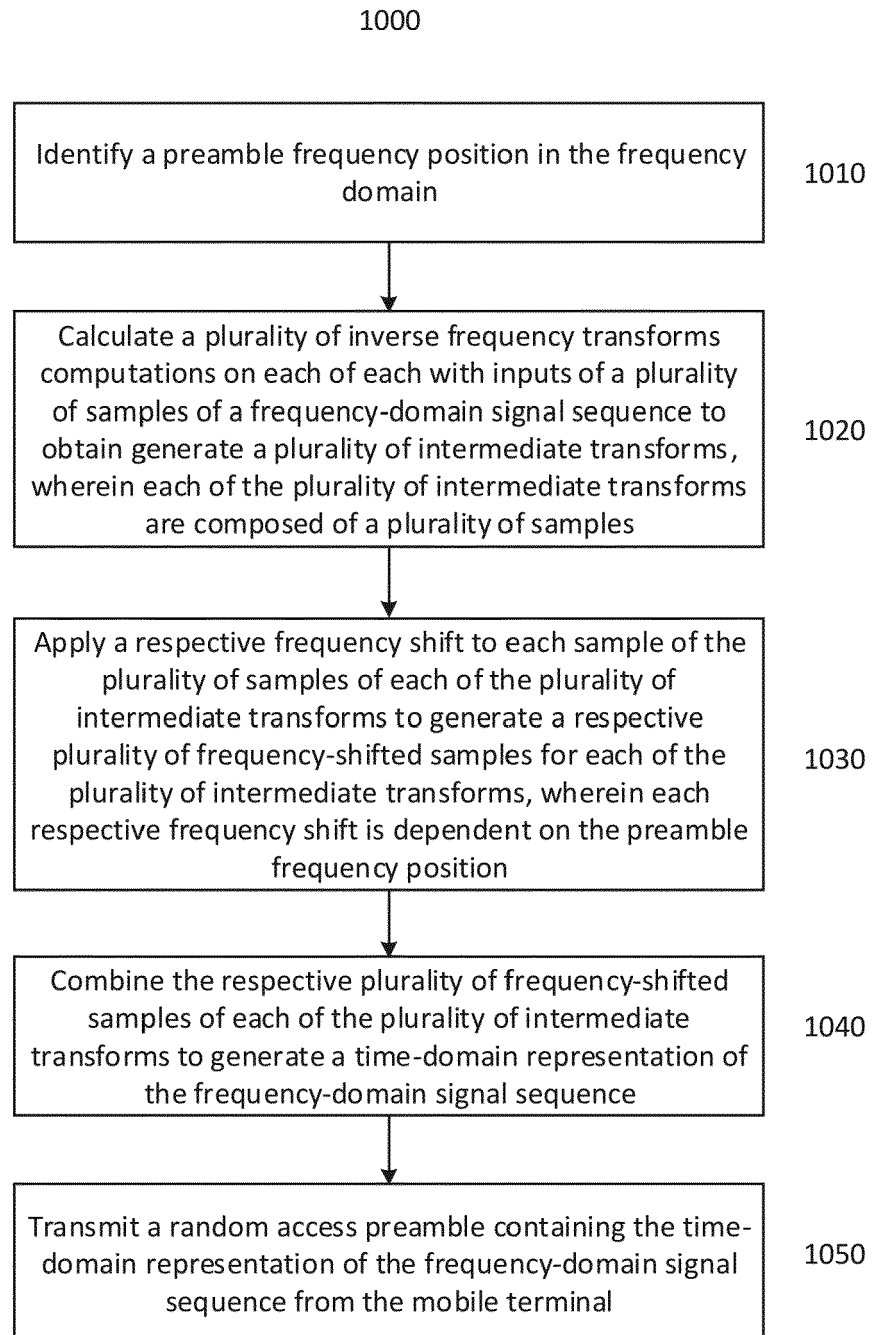 1000
Identify a preamble frequency position in the frequency
domain
1010
Calculate a plurality of inverse frequency transforms
computations on each of each with inputs of a plurality
of samples of a frequency-domain signal sequence to
obtain generate a plurality of intermediate transforms,
wherein each of the plurality of intermediate transforms
are composed of a plurality of samples
1020
Apply a respective frequency shift to each sample of the
plurality of samples of each of the plurality of
intermediate transforms to generate a respective
plurality of frequency-shifted samples for each of the
plurality of intermediate transforms, wherein each
respective frequency shift is dependent on the preamble
frequency position
1030
Combine the respective plurality of frequency-shifted
samples of each of the plurality of intermediate
transforms to generate a time-domain representation of
the frequency-domain signal sequence
1040
Transmit a random access preamble containing the time-
domain representation of the frequency-domain signal
sequence from the mobile terminal
1050